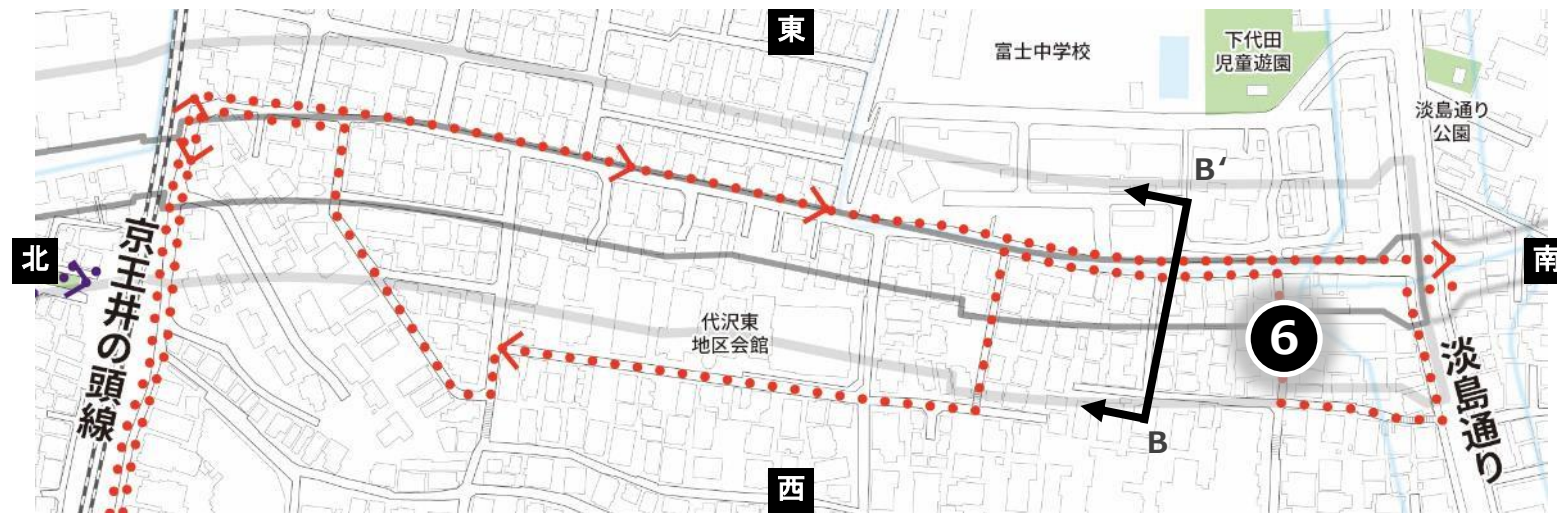 東
富士中学校
下代田
児童遊園
淡島通り
公園
B‘
北
京王井の頭線
南
代沢東
地区会館
6
淡島通り
B
西